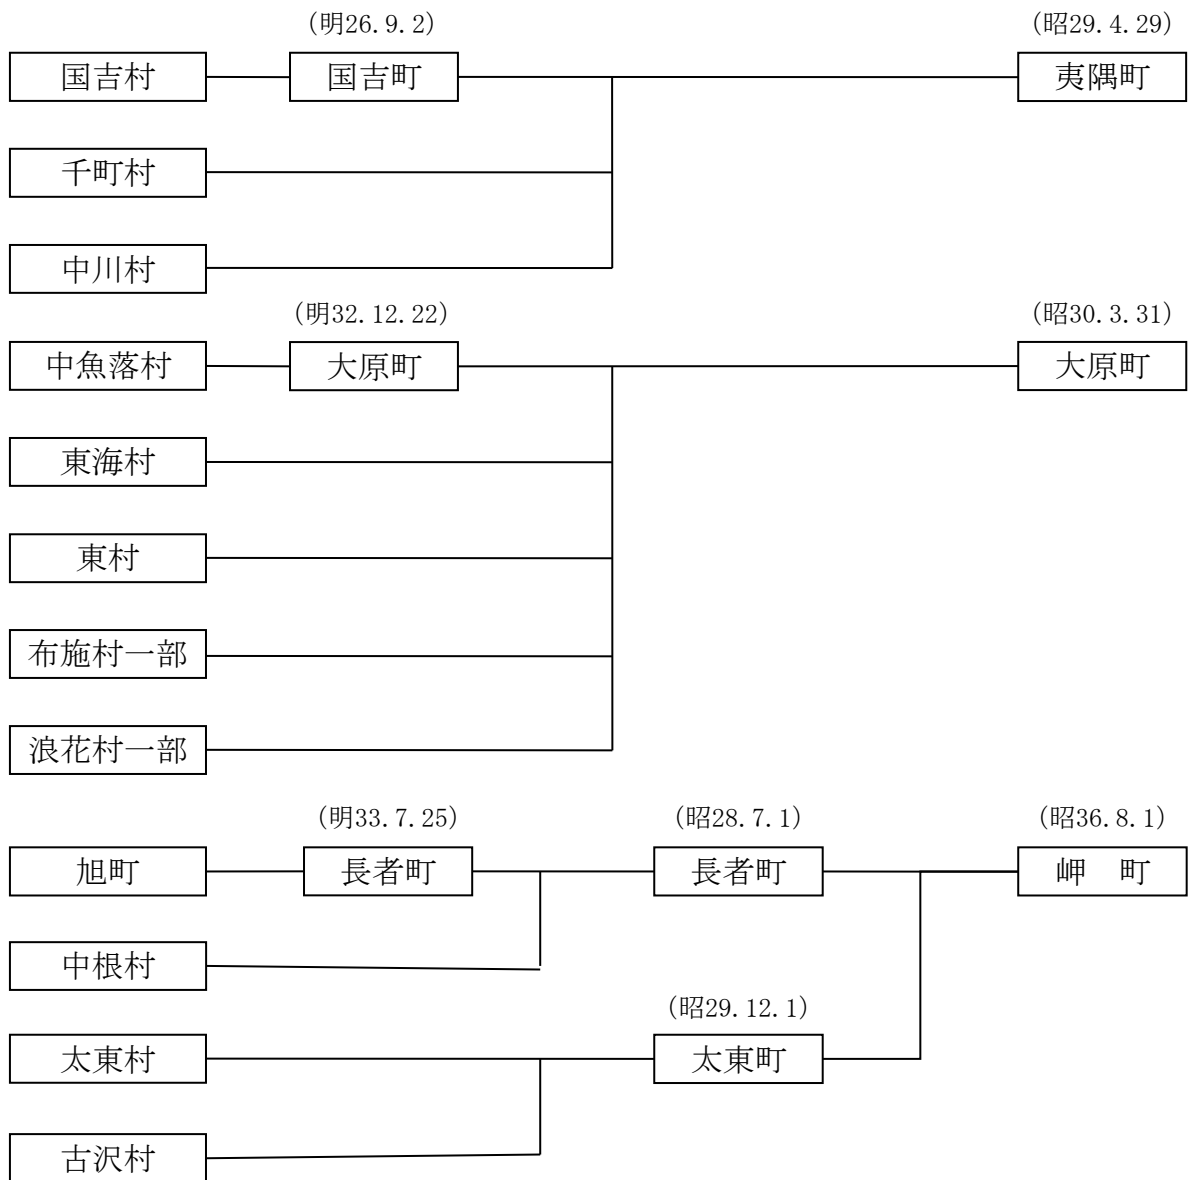 (明26.9.2)
(昭29.4.29)
国吉村
国吉町
夷隅町
千町村
中川村
(明32.12.22)
(昭30.3.31)
中魚落村
大原町
大原町
東海村
東村
布施村一部
浪花村一部
(明33.7.25)
(昭28.7.1)
(昭36.8.1)
旭町
長者町
長者町
岬　町
中根村
(昭29.12.1)
太東村
太東町
古沢村